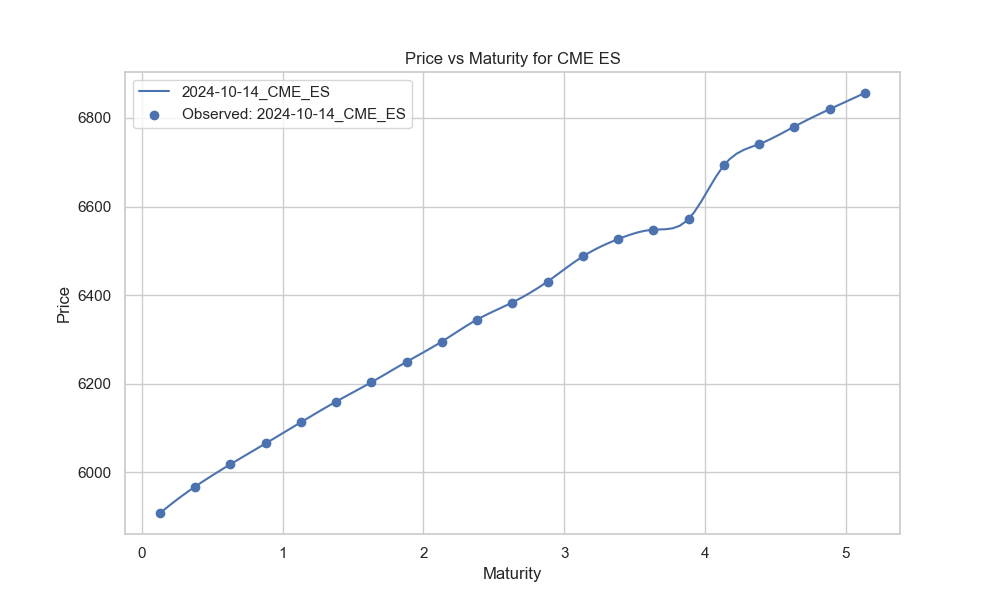 Price vs Maturity for CME ES
2024-10-14_CME_ES
Observed: 2024-10-14_CME_ES
Price
6800
6600
6400
6200
6000
0 1 2 3 4 5
Maturity